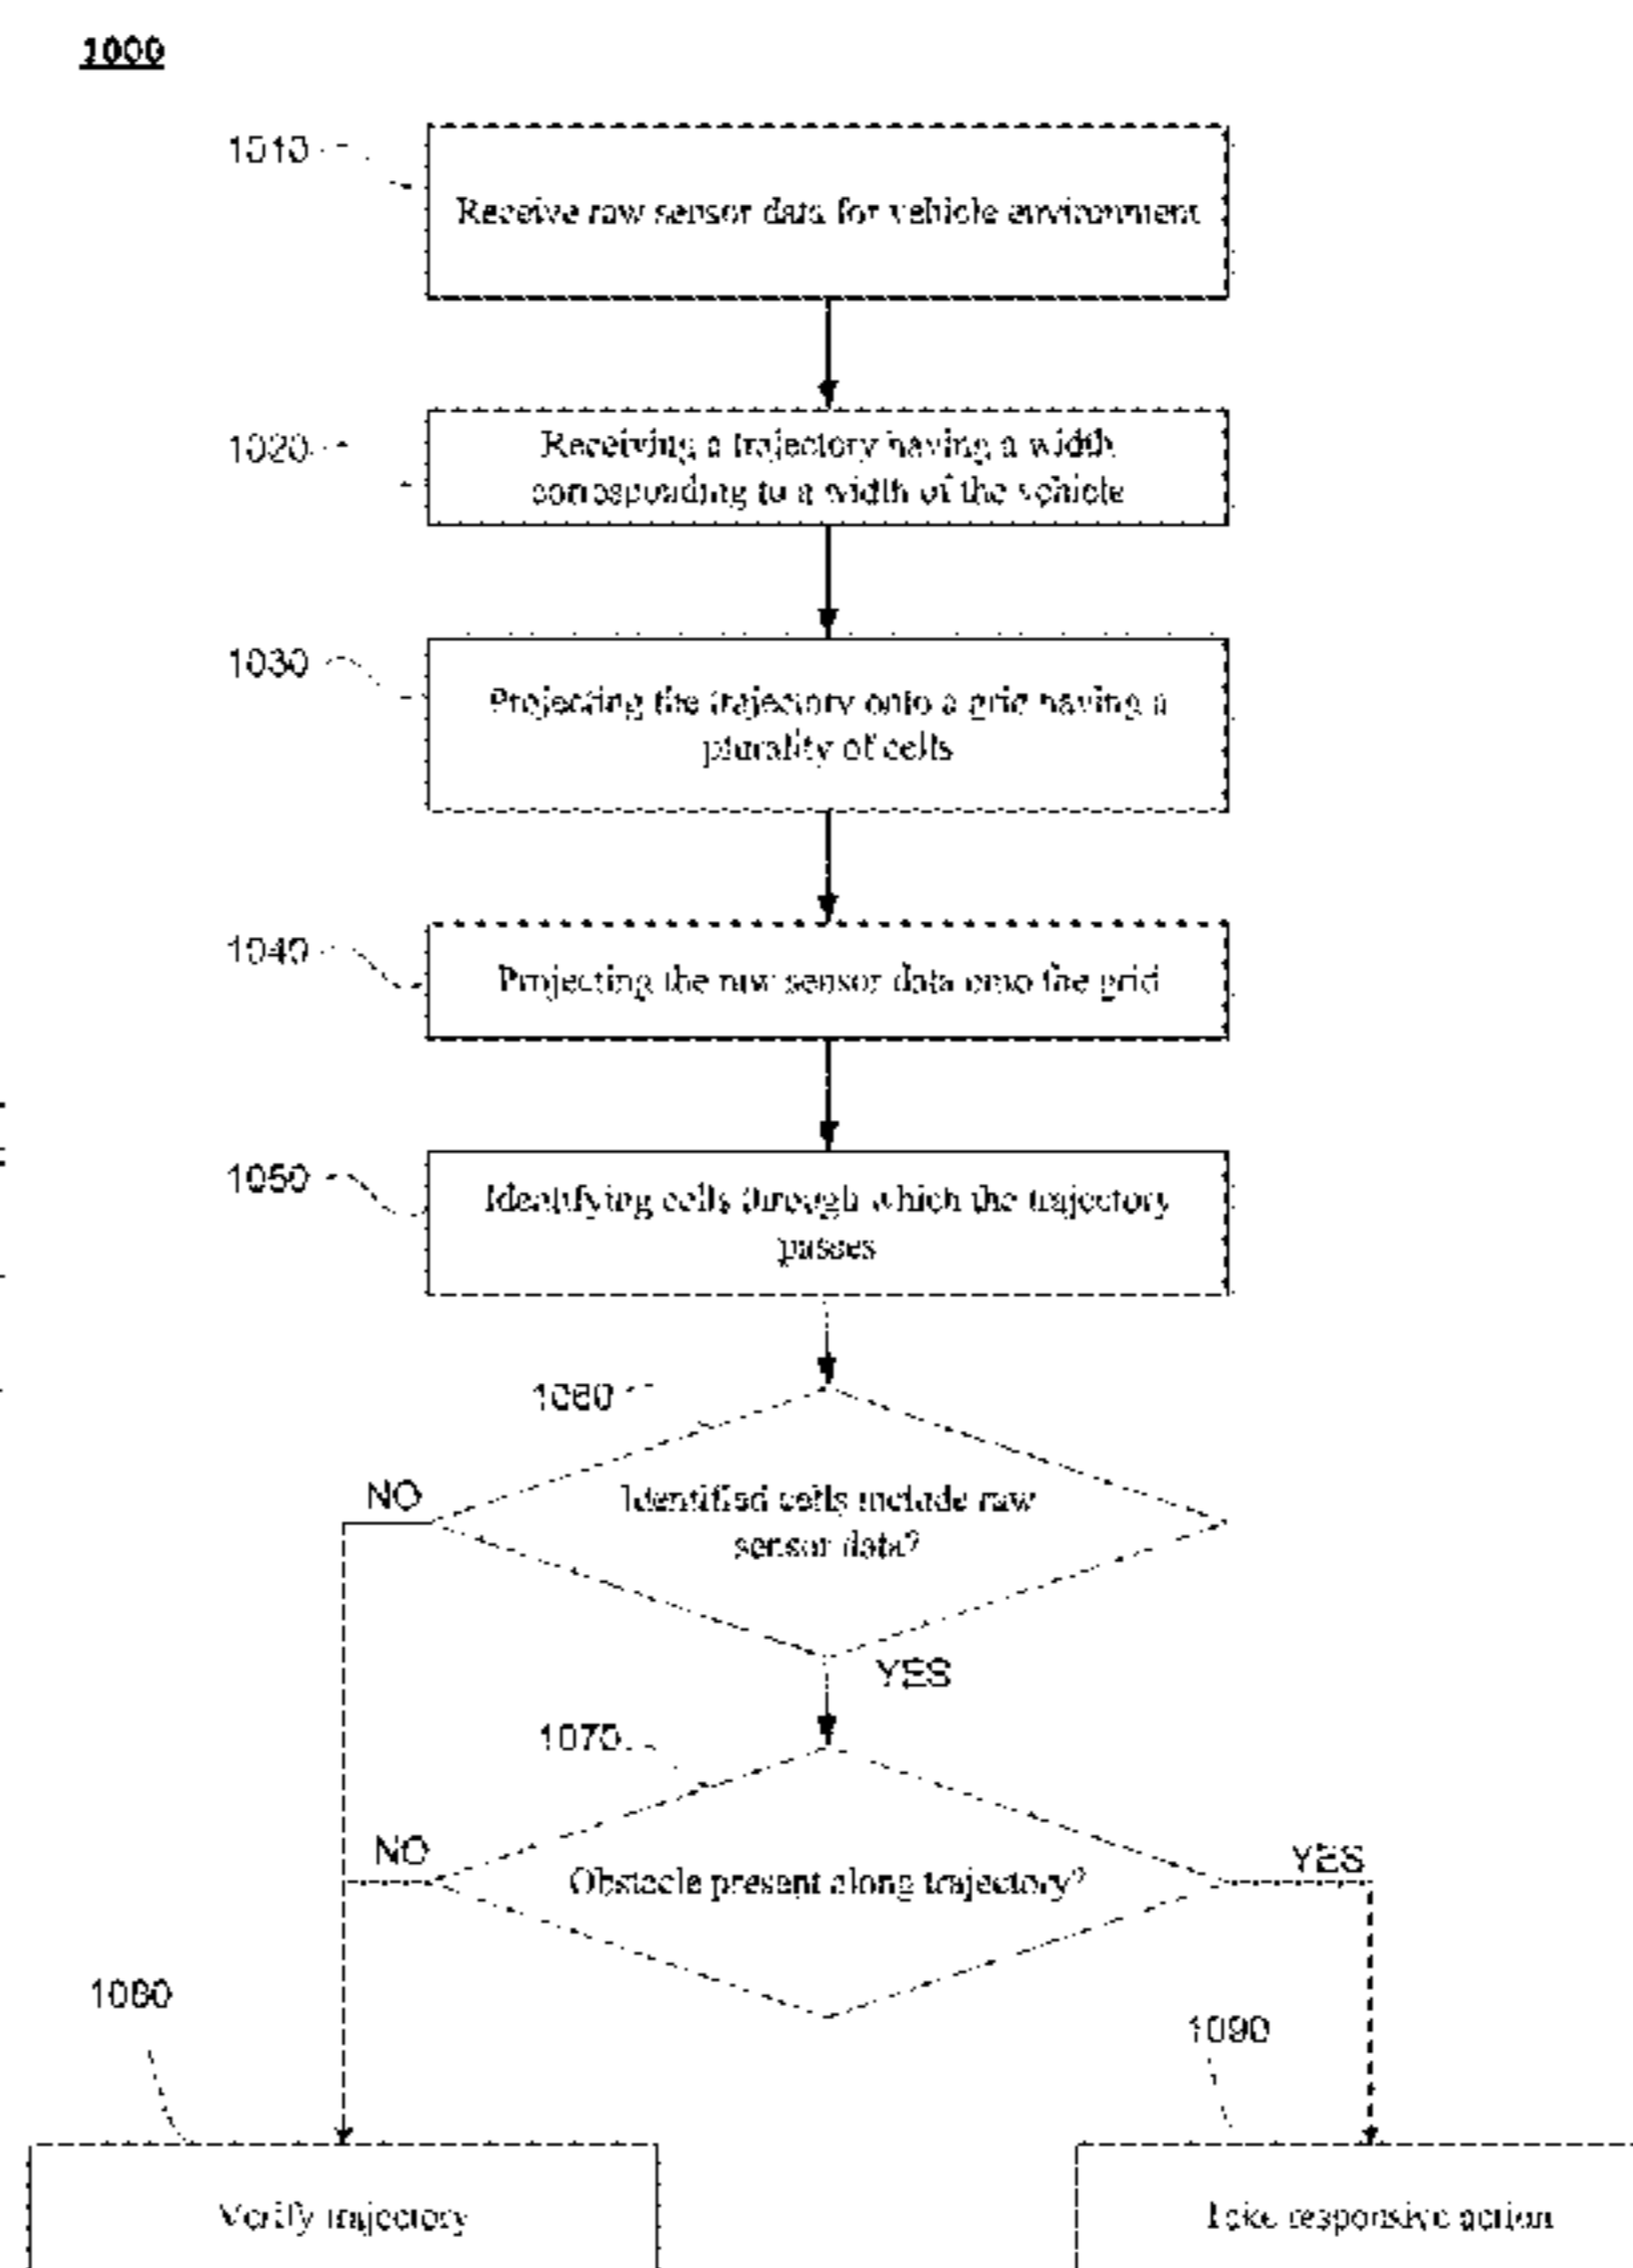 1000
1010
Receive raw sensor data for vehicle environment
1020
Receiving a trajectory having a width
corresponding to a width of the vehicle
1030
Projecting the trajectory onto a grid having a
plurality of cells
1040
Projecting the raw sensor data onto the grid
1050
Identifying cells through which the trajectory
passes
1060
NO
Identified cells include raw
sensor data?
YES
1070
NO
YES
Obstacle present along trajectory?
1080
1090
Verify trajectory
Take responsive action